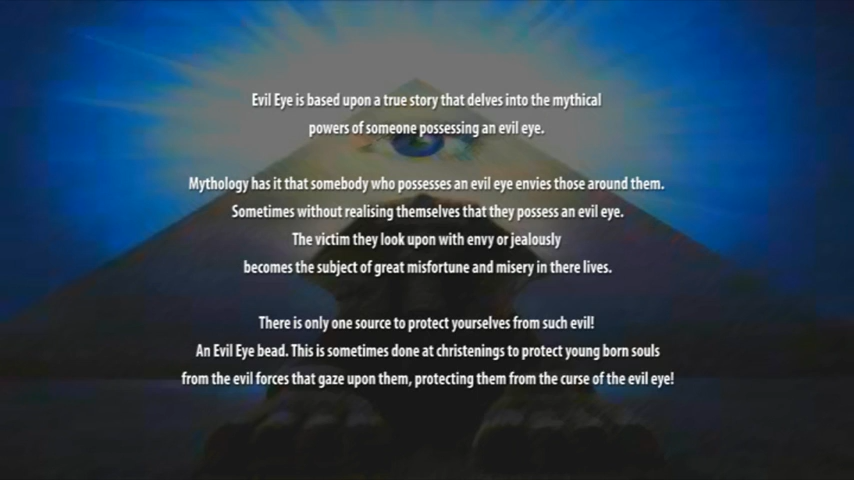 Evil Eye is based upon a true story that delves into the mythical
powers of someone possessing an evil eye.
Mythology has it that somebody who possesses an evil eye envies those around them.
Sometimes without realising themselves that they possess an evil eye.
The victim they look upon with envy or jealously
becomes the subject of great misfortune and misery in there lives.
There is only one source to protect yourselves from such evil!
An Evil Eye bead. This is sometimes done at christenings to protect young born souls
from the evil forces that gaze upon them, protecting them from the curse of the evil eye!